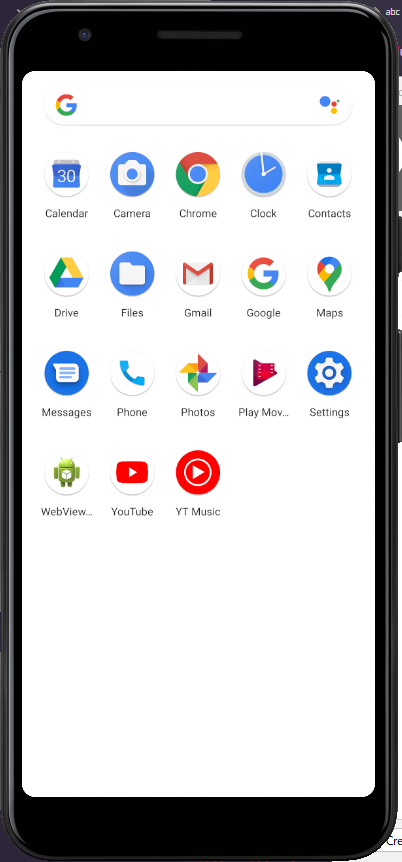 abc
30
Calendar Camera Chrome Clock Contacts
Drive Files Gmail Google Maps
Messages Phone Photos Play Mov... Settings
WebView... YouTube YT Music
Cre